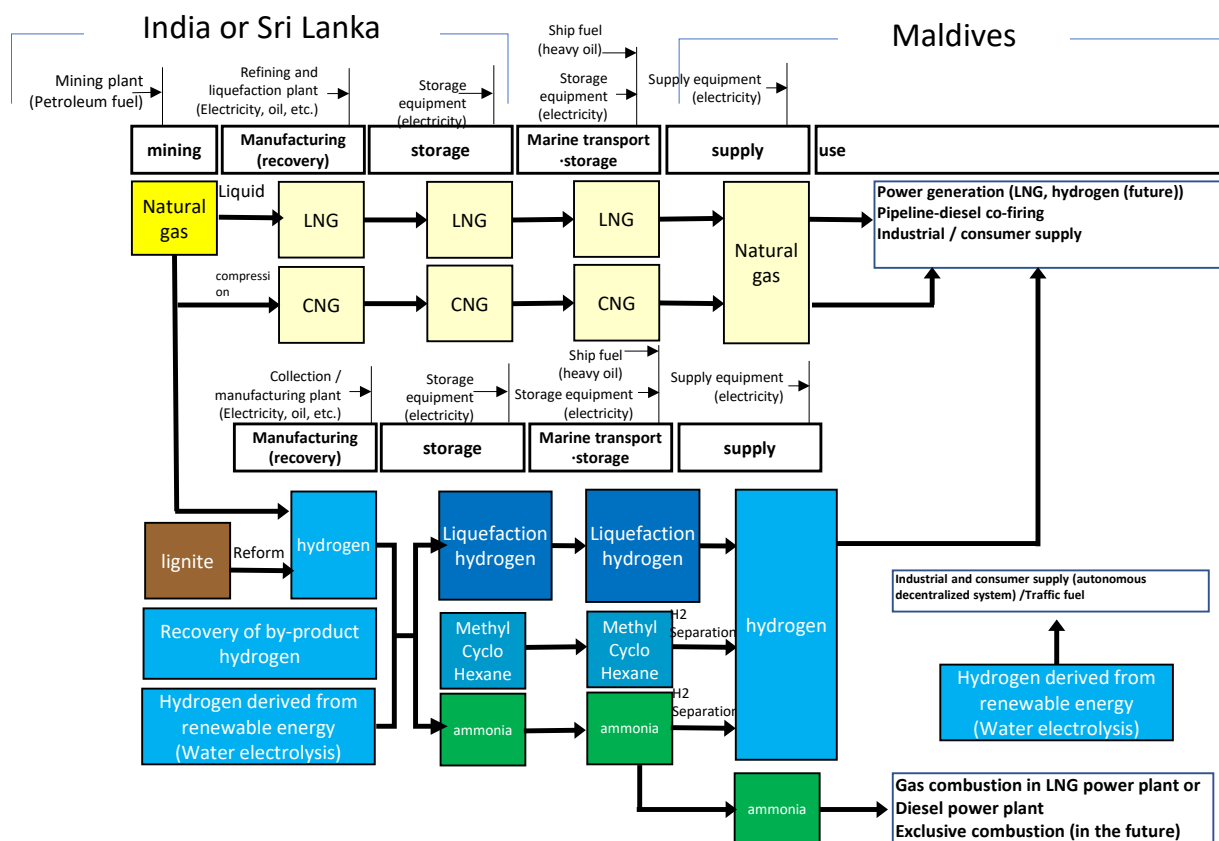 India or Sri Lanka
Maldives
Mining plant
(Petroleum fuel)
Refining and
liquefaction plant
(Electricity, oil, etc.)
Storage
equipment
(electricity)
Ship fuel
(heavy oil)
Storage
equipment
(electricity)
Supply equipment
(electricity)
mining
Manufacturing
(recovery)
storage
Marine transport
·storage
supply
use
Natural
gas
Liquid
LNG
LNG
LNG
Natural
gas
Power generation (LNG, hydrogen (future))
Pipeline-diesel co-firing
Industrial / consumer supply
compressi
on
CNG
CNG
CNG
Collection /
manufacturing plant
(Electricity, oil, etc.)
Storage
equipment
(electricity)
Ship fuel
(heavy oil)
Storage equipment
(electricity)
Supply equipment
(electricity)
Manufacturing
(recovery)
storage
Marine transport
·storage
supply
lignite
Reform
hydrogen
Liquefaction
hydrogen
Liquefaction
hydrogen
hydrogen
Recovery of by-product
hydrogen
Methyl
Cyclo
Hexane
Methyl
Cyclo
Hexane
H2
Separation
Hydrogen derived from
renewable energy
(Water electrolysis)
ammonia
ammonia
H2
Separation
Industrial and consumer supply (autonomous
decentralized system) /Traffic fuel
Hydrogen derived from
renewable energy
(Water electrolysis)
ammonia
Gas combustion in LNG power plant or
Diesel power plant
Exclusive combustion (in the future)